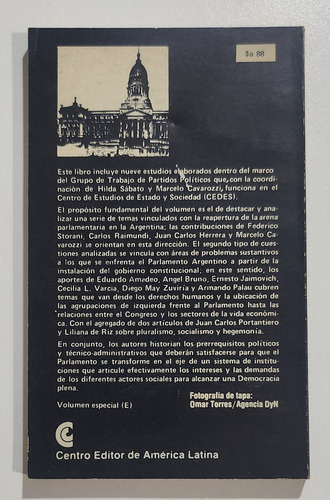 $a 88
Este libro incluye nueve estudios elaborados dentro del marco
del Grupo de Trabajo de Partidos Políticos que, con la coordi-
nación de Hilda Sábato y Marcelo Cavarozzi, funciona en el
Centro de Estudios de Estado y Sociedad (CEDES).
El propósito fundamental del volumen es el de destacar y ana-
lizar una serie de temas vinculados con la reapertura de la arena
parlamentaria en la Argentina; las contribuciones de Federico
Storani, Carlos Raimundi, Juan Carlos Herrera y Marcelo Ca-
varozzi se orientan en esta dirección. El segundo tipo de cues-
tiones analizadas se vincula con áreas de problemas sustantivos
a los que se enfrenta el Parlamento Argentino a partir de la
instalación del gobierno constitucional; en este sentido, los
aportes de Eduardo Amadeo, Angel Bruno, Ernesto Jaimovich,
Cecilia L. Varcia, Diego May Zuviría y Armando Palau cubren
temas que van desde los derechos humanos y la ubicación de
las agrupaciones de izquierda frente al Parlamento hasta las
relaciones entre el Congreso y los sectores de la vida económi-
ca. Con el agregado de dos artículos de Juan Carlos Portantiero
y Liliana de Riz sobre pluralismo, socialismo y hegemonía.
En conjunto, los autores historian los prerrequisitos políticos
y técnico-administrativos que deberán satisfacerse para que el
Parlamento se transforme en el eje de un sistema de instituciones
que articule efectivamente los intereses y las demandas
de los diferentes actores sociales para alcanzar una Democracia
plena.
Volumen especial (E)
Fotografía de tapa:
Omar Torres/Agencia DyN
Centro Editor de América Latina